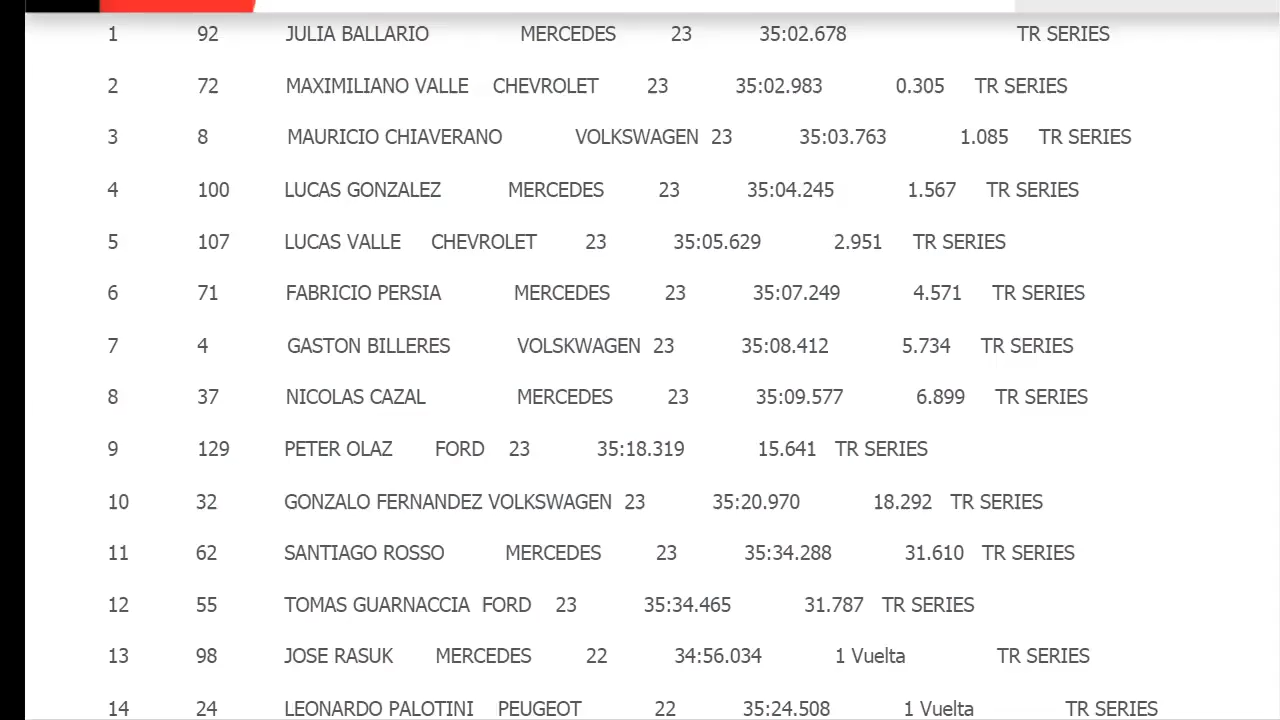 1 92 JULIA BALLARIO MERCEDES 23 35:02.678 TR SERIES
2 72 MAXIMILIANO VALLE CHEVROLET 23 35:02.983 0.305 TR SERIES
3 8 MAURICIO CHIAVERANO VOLKSWAGEN 23 35:03.763 1.085 TR SERIES
4 100 LUCAS GONZALEZ MERCEDES 23 35:04.245 1.567 TR SERIES
5 107 LUCAS VALLE CHEVROLET 23 35:05.629 2.951 TR SERIES
6 71 FABRICIO PERSIA MERCEDES 23 35:07.249 4.571 TR SERIES
7 4 GASTON BILLERES VOLSKWAGEN 23 35:08.412 5.734 TR SERIES
8 37 NICOLAS CAZAL MERCEDES 23 35:09.577 6.899 TR SERIES
9 129 PETER OLAZ FORD 23 35:18.319 15.641 TR SERIES
10 32 GONZALO FERNANDEZ VOLKSWAGEN 23 35:20.970 18.292 TR SERIES
11 62 SANTIAGO ROSSO MERCEDES 23 35:34.288 31.610 TR SERIES
12 55 TOMAS GUARNACCIA FORD 23 35:34.465 31.787 TR SERIES
13 98 JOSE RASUK MERCEDES 22 34:56.034 1 Vuelta TR SERIES
14 24 LEONARDO PALOTINI PEUGEOT 22 35:24.508 1 Vuelta TR SERIES